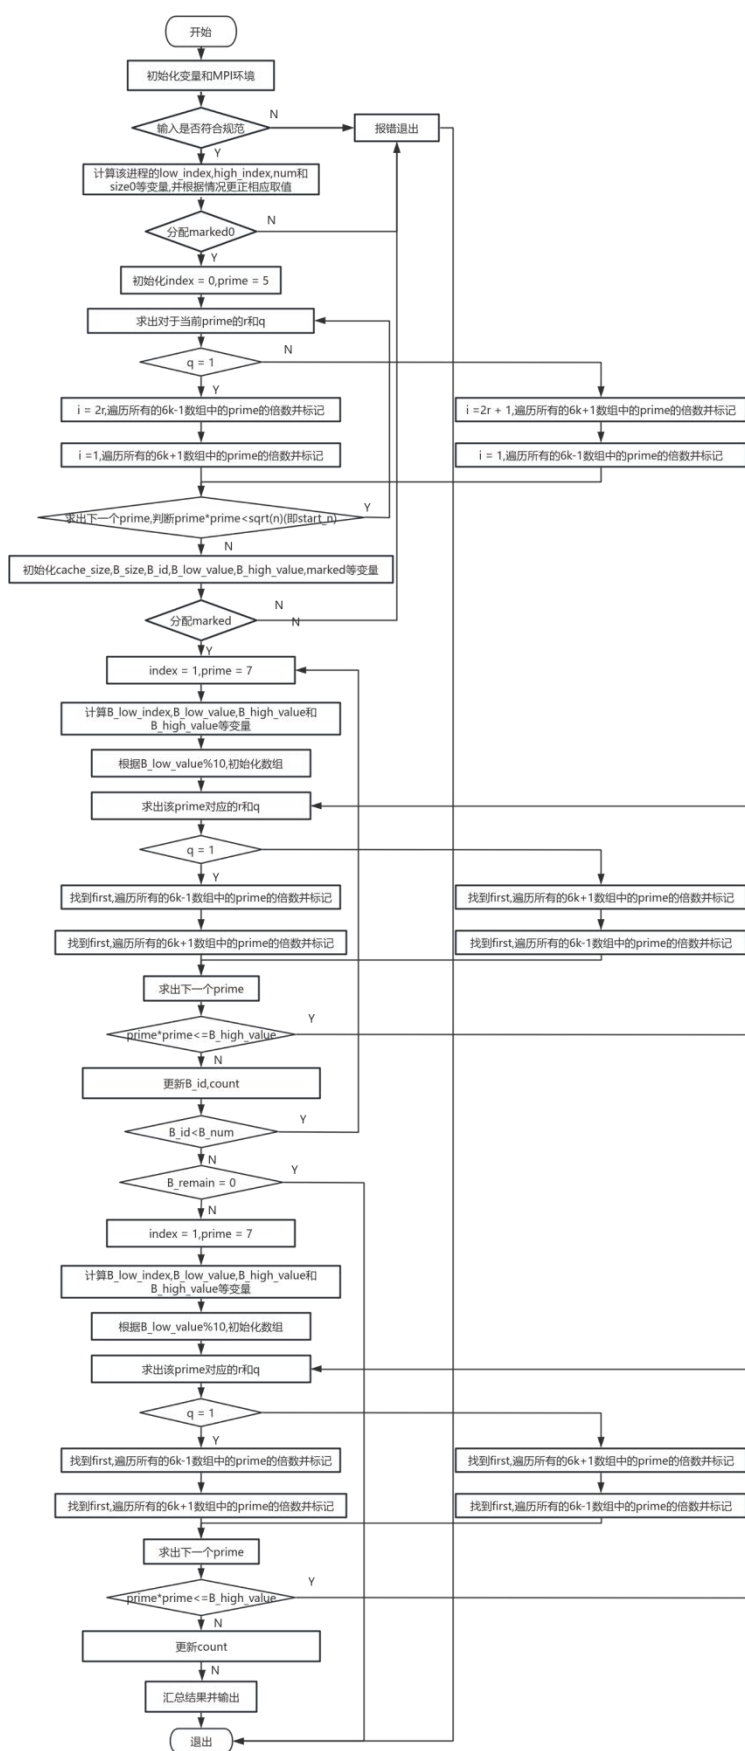 开始
初始化变量和MPI环境
N
输入是否符合规范
报错退出
Y
计算该进程的low_index,high_index,num和
size0等变量,并根据情况更正相应取值
N
分配marked0
Y
初始化index = 0,prime = 5
求出对于当前prime的r和q
N
q = 1
Y
i = 2r,遍历所有的6k-1数组中的prime的倍数并标记
i =2r + 1,遍历所有的6k+1数组中的prime的倍数并标记
i =1,遍历所有的6k+1数组中的prime的倍数并标记
i = 1,遍历所有的6k-1数组中的prime的倍数并标记
Y
求出下一个prime,判断prime*prime<sqrt(n)(即start_n)
N
初始化cache_size,B_size,B_id,B_low_value,B_high_value,marked等变量
N
分配marked
N
Y
index = 1,prime = 7
计算B_low_index,B_low_value,B_high_value和
B_high_value等变量
根据B_low_value%10,初始化数组
求出该prime对应的r和q
q = 1
Y
找到first,遍历所有的6k-1数组中的prime的倍数并标记
找到first,遍历所有的6k+1数组中的prime的倍数并标记
找到first,遍历所有的6k+1数组中的prime的倍数并标记
找到first,遍历所有的6k-1数组中的prime的倍数并标记
求出下一个prime
Y
prime*prime<=B_high_value
N
更新B_id,count
Y
B_id<B_num
N
Y
B_remain = 0
N
index = 1,prime = 7
计算B_low_index,B_low_value,B_high_value和
B_high_value等变量
根据B_low_value%10,初始化数组
求出该prime对应的r和q
q = 1
Y
找到first,遍历所有的6k-1数组中的prime的倍数并标记
找到first,遍历所有的6k+1数组中的prime的倍数并标记
找到first,遍历所有的6k+1数组中的prime的倍数并标记
找到first,遍历所有的6k-1数组中的prime的倍数并标记
求出下一个prime
Y
prime*prime<=B_high_value
N
更新count
N
汇总结果并输出
退出